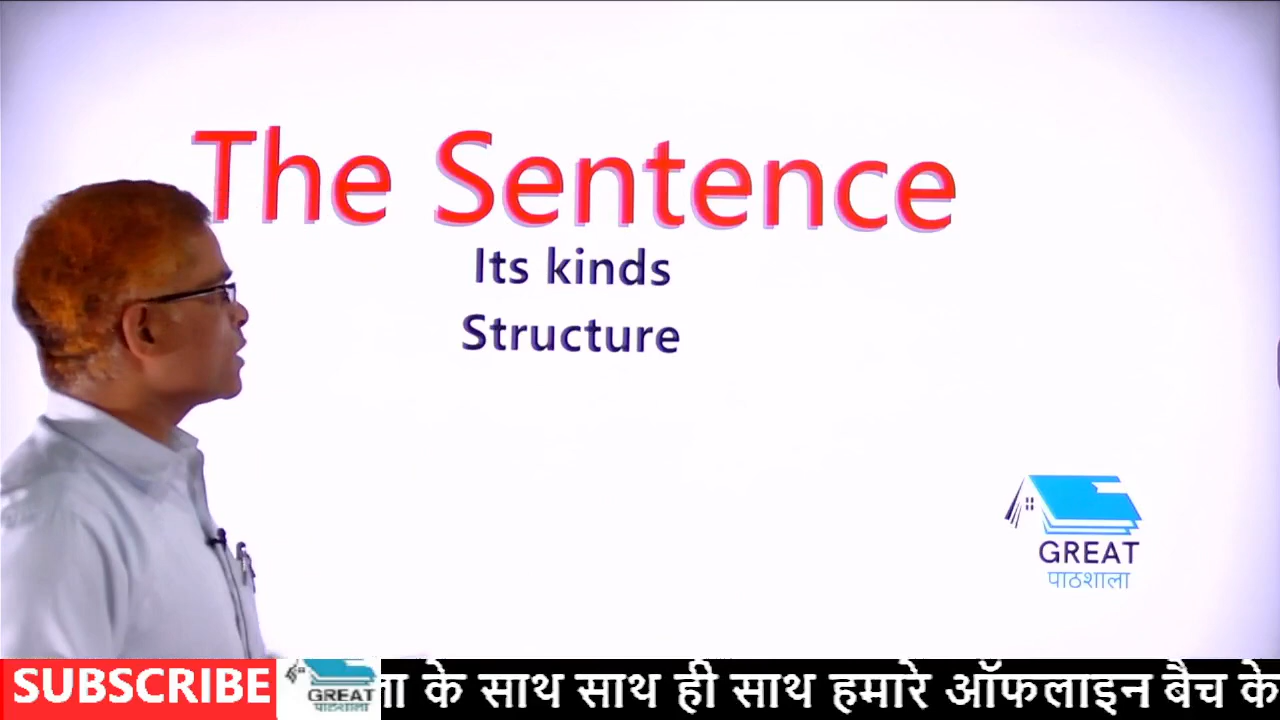 The Sentence
Its kinds
Structure
GREAT
पाठशाला
SUBSCRIBE
GREAT
पाठशाला
के साथ साथ ही साथ हमारे ऑफलाइन बैच के